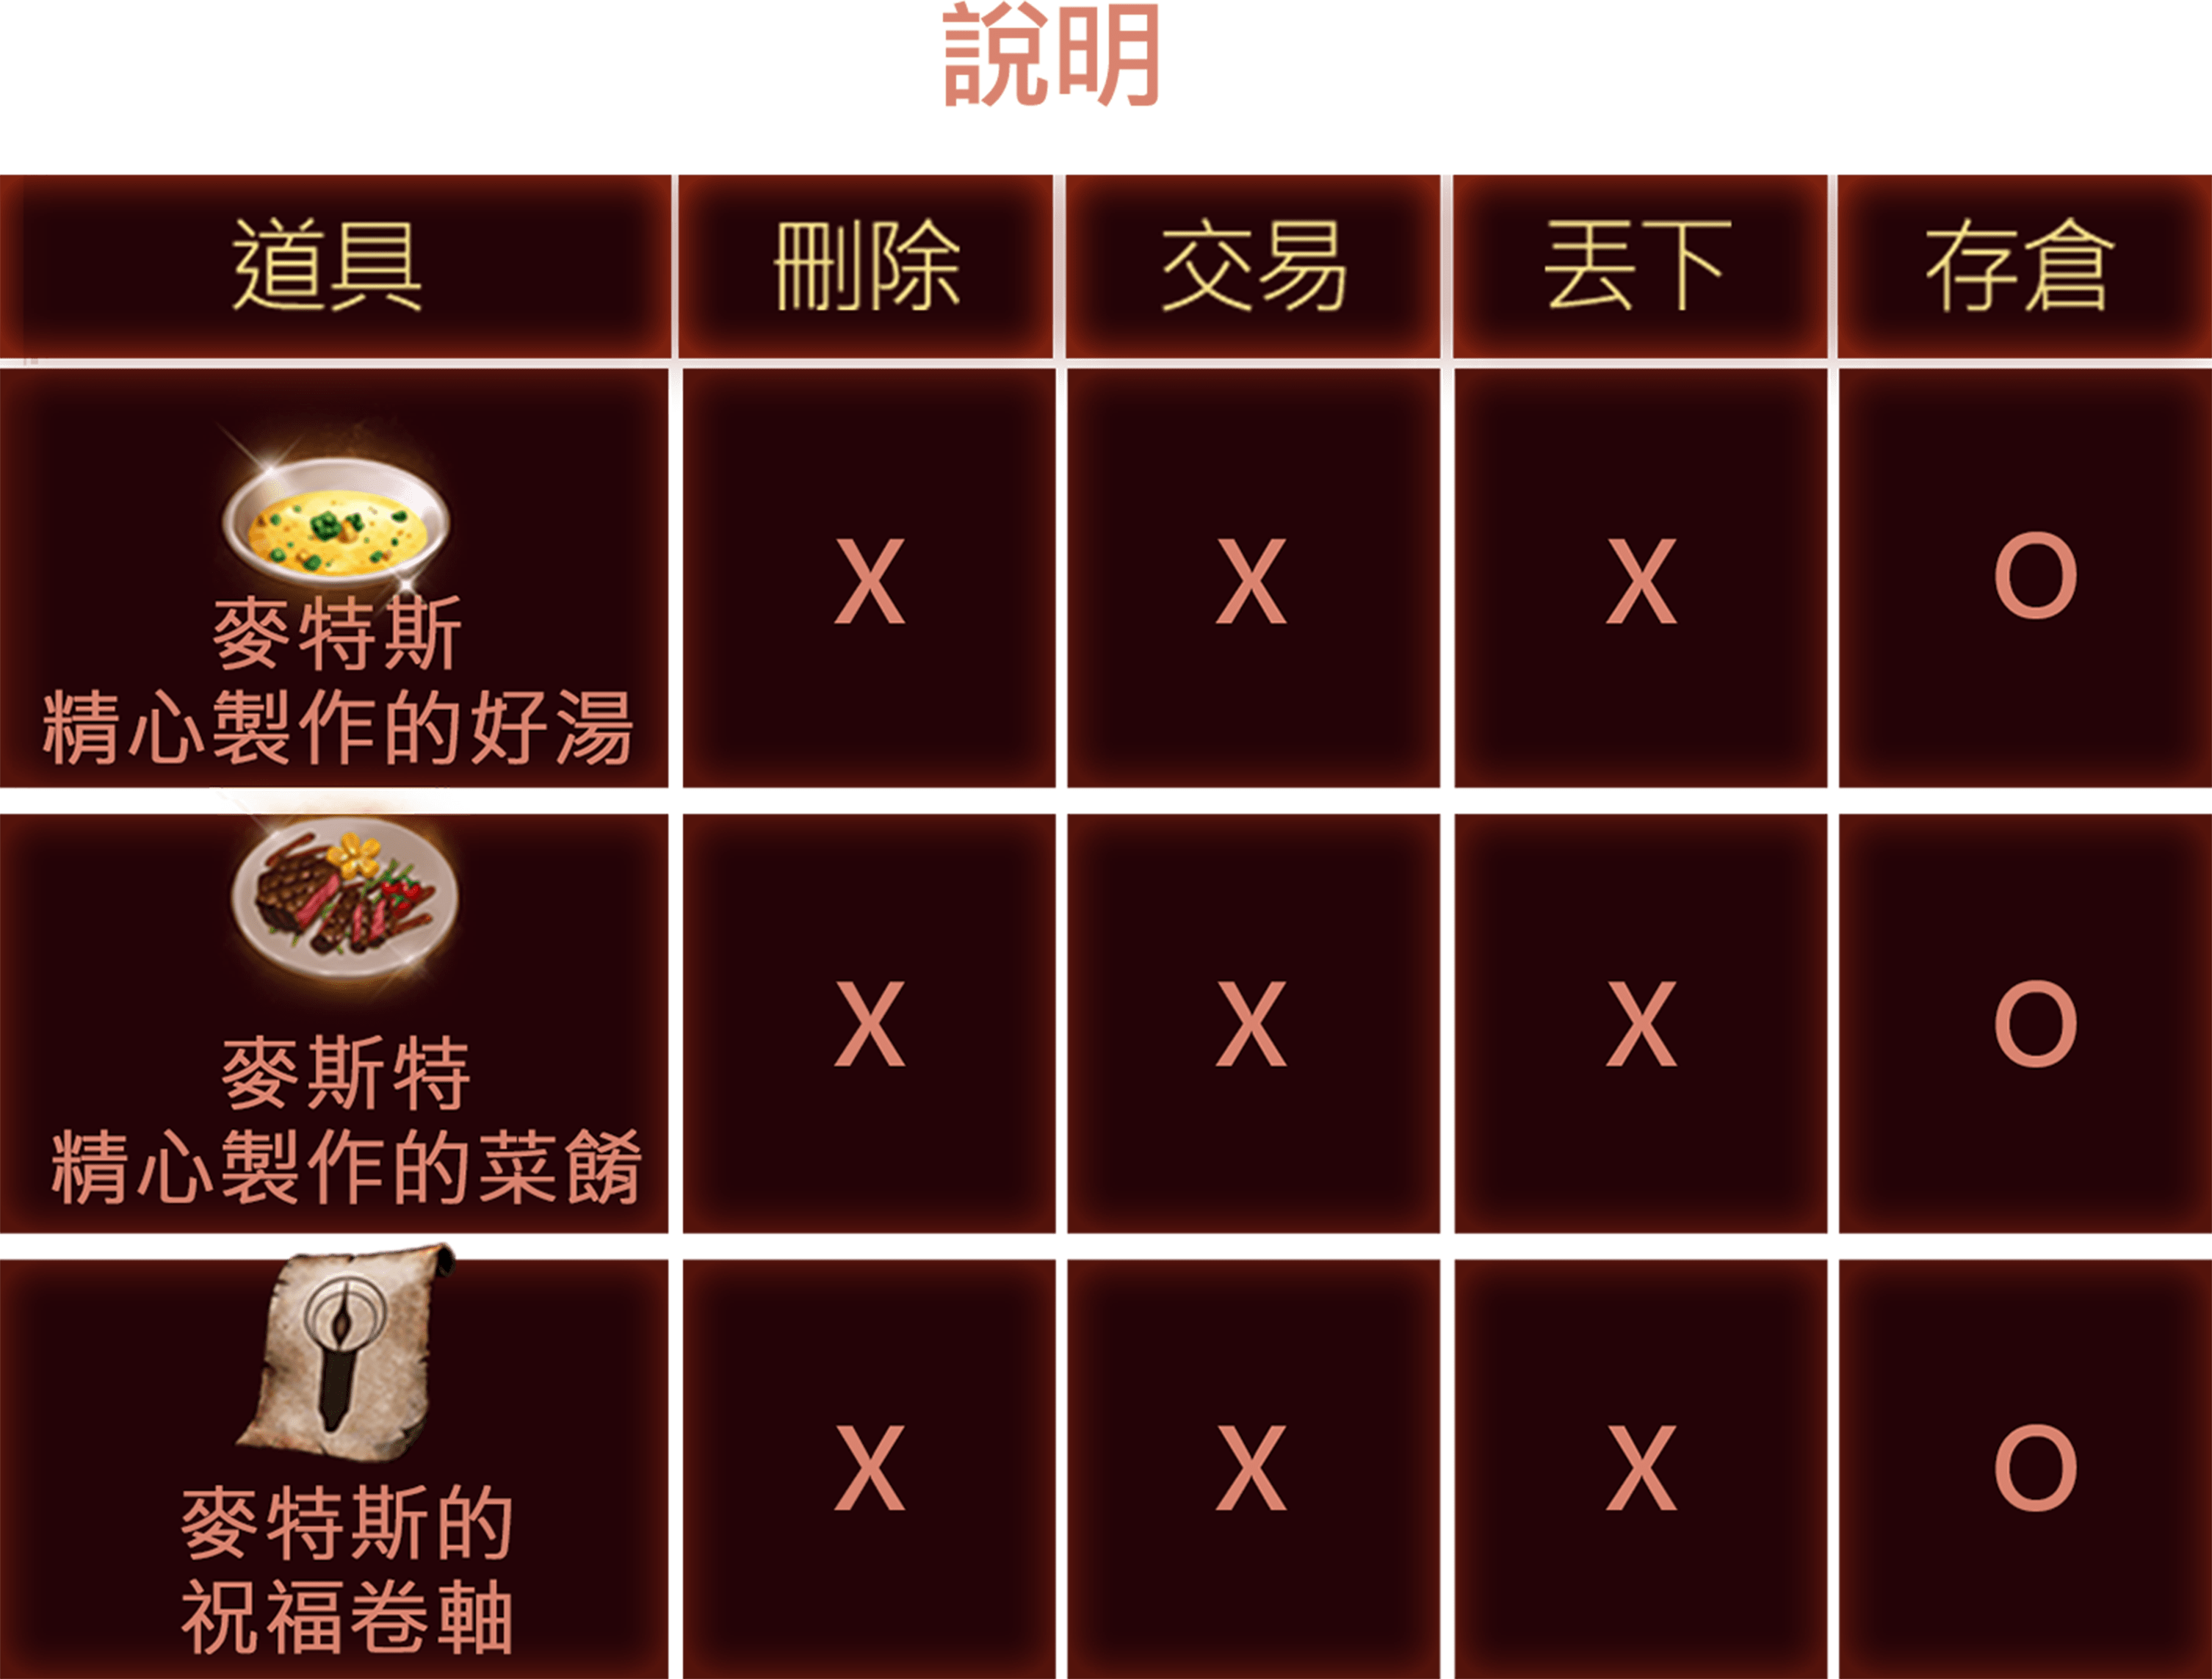 說明
道具 刪除 交易 丟下 存倉
麥特斯
精心製作的好湯
X X X O
麥斯特
精心製作的菜餚
X X X O
麥特斯的
祝福卷軸
X X X O